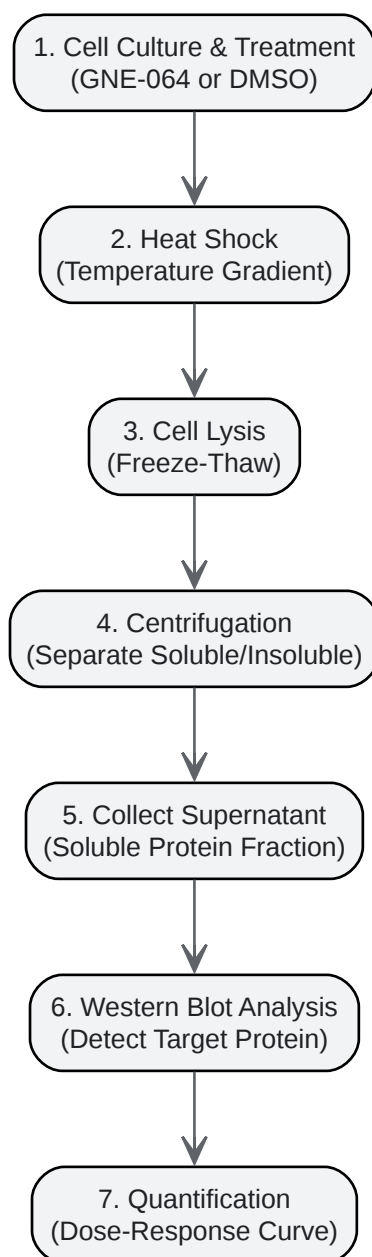 1. Cell Culture & Treatment
(GNE-064 or DMSO)
2. Heat Shock
(Temperature Gradient)
3. Cell Lysis
(Freeze-Thaw)
4. Centrifugation
(Separate Soluble/Insoluble)
5. Collect Supernatant
(Soluble Protein Fraction)
6. Western Blot Analysis
(Detect Target Protein)
7. Quantification
(Dose-Response Curve)